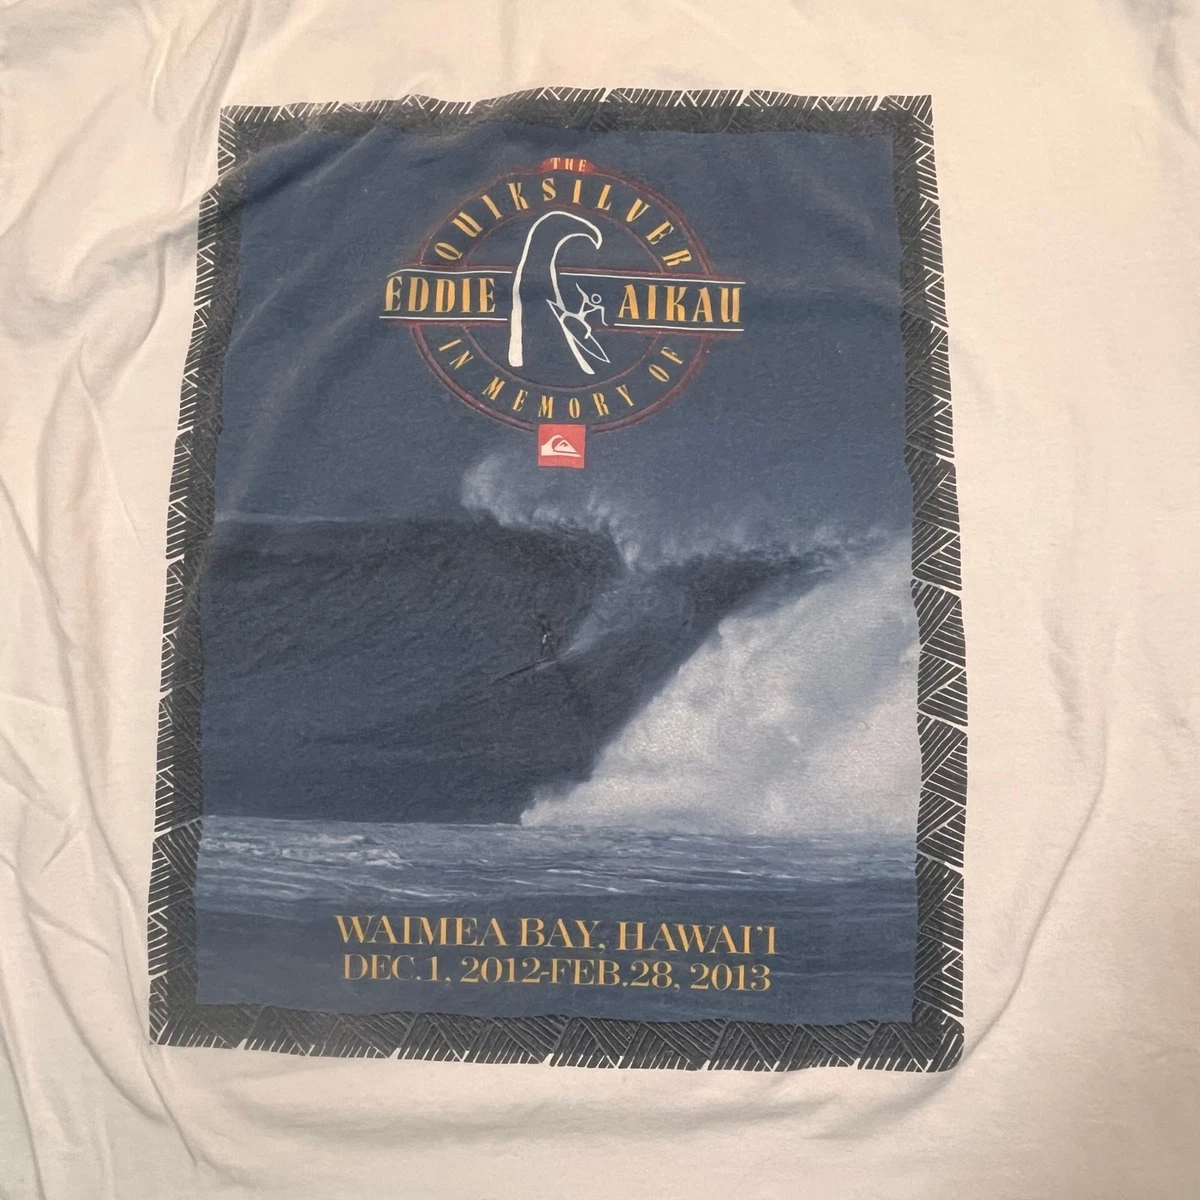 THE
QUIKSILVER
EDDIE AIKAU
IN MEMORY OF
WAIMEA BAY, HAWAI'I
DEC.1, 2012-FEB.28, 2013